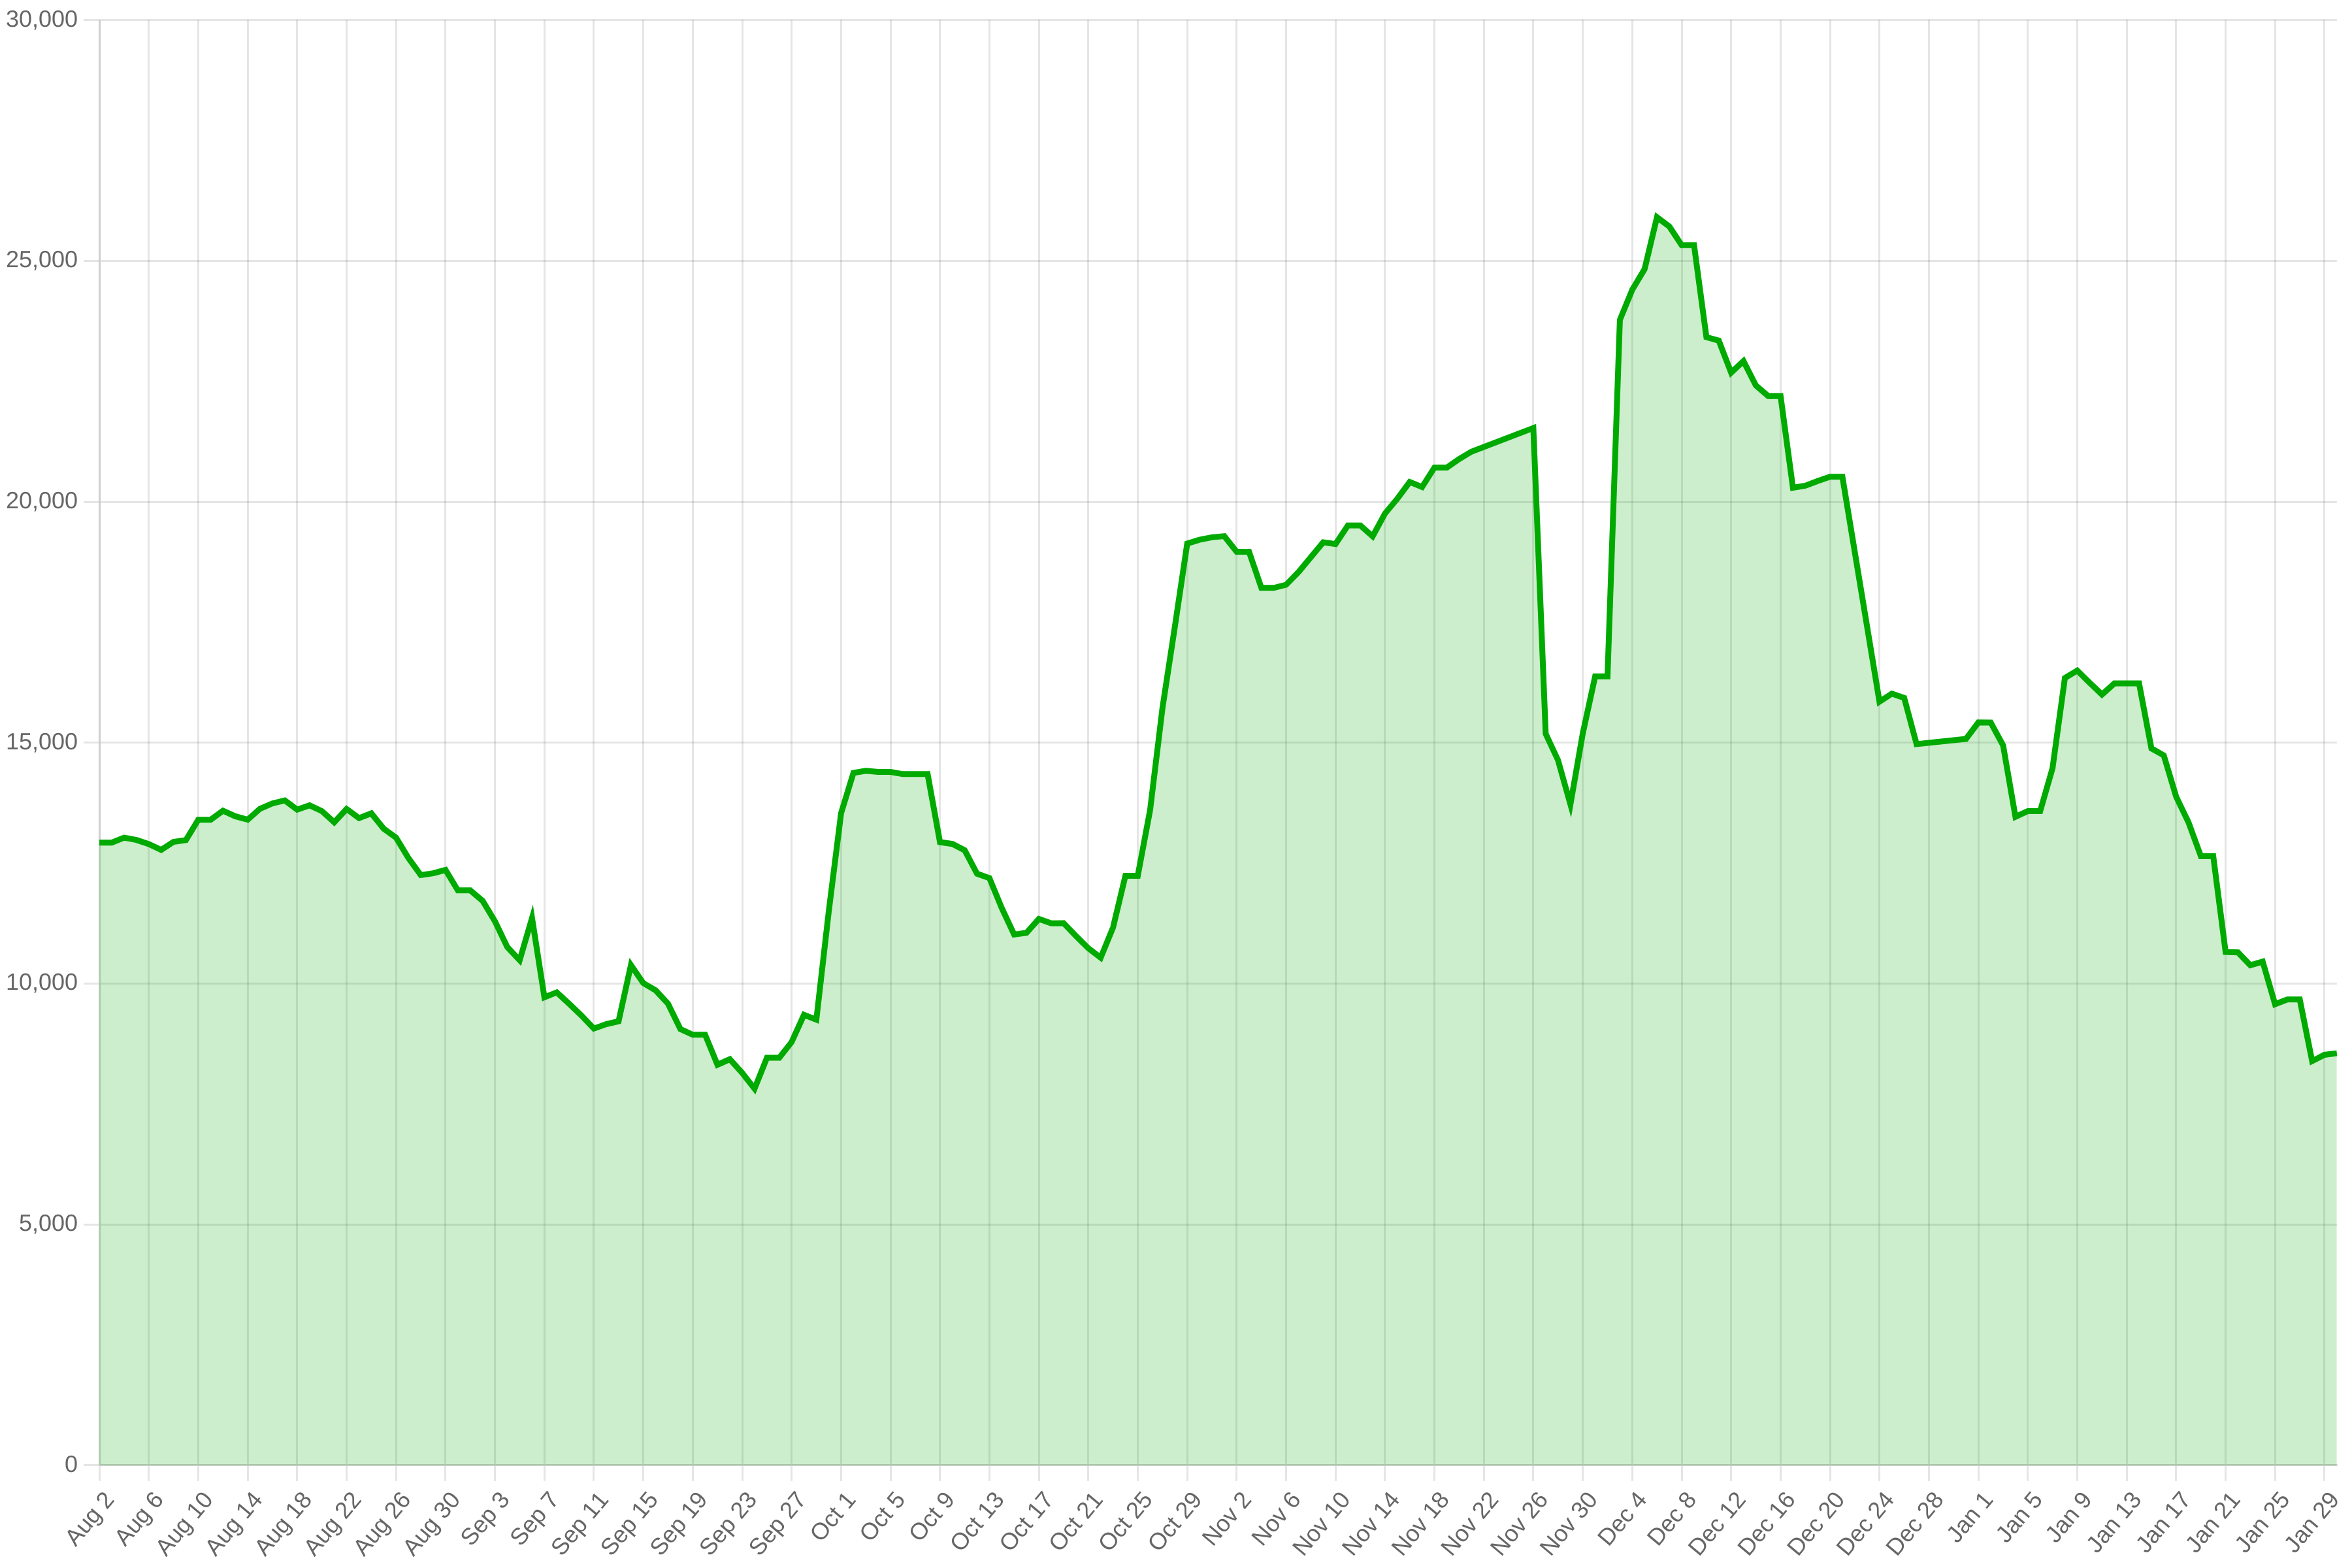 30,000
25,000
20,000
15,000
10,000
5,000
0
Aug 2
Aug 6
Aug 10
Aug 14
Aug 18
Aug 22
Aug 26
Aug 30
Sep 3
Sep 7
Sep 11
Sep 15
Sep 19
Sep 23
Sep 27
Oct 1
Oct 5
Oct 9
Oct 13
Oct 17
Oct 21
Oct 25
Oct 29
Nov 2
Nov 6
Nov 10
Nov 14
Nov 18
Nov 22
Nov 26
Nov 30
Dec 4
Dec 8
Dec 12
Dec 16
Dec 20
Dec 24
Dec 28
Jan 1
Jan 5
Jan 9
Jan 13
Jan 17
Jan 21
Jan 25
Jan 29